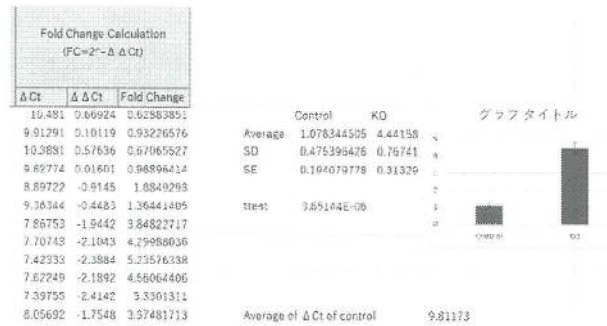 Fold Change Calculation
(FC=2^-Δ Δ Ct)
Δ Ct Δ Δ Ct Fold Change
10.481 0.66924 0.62883851
9.91291 0.10119 0.93226576
10.3881 0.57636 0.67065527
9.82774 0.01601 0.98896414
8.89722 -0.9145 1.8849293
9.36344 -0.4483 1.36441405
7.86753 -1.9442 3.84822717
7.70743 -2.1043 4.29988036
7.42333 -2.3884 5.23576338
7.62249 -2.1892 4.56064406
7.39755 -2.4142 5.3301311
8.05692 -1.7548 3.37481713
Control KO
Average 1.078344505 4.44158
SD 0.475396426 0.76741
SE 0.194079778 0.31329
ttest 3.65144E-06
Average of Δ Ct of control 9.81173
グラフ タイトル